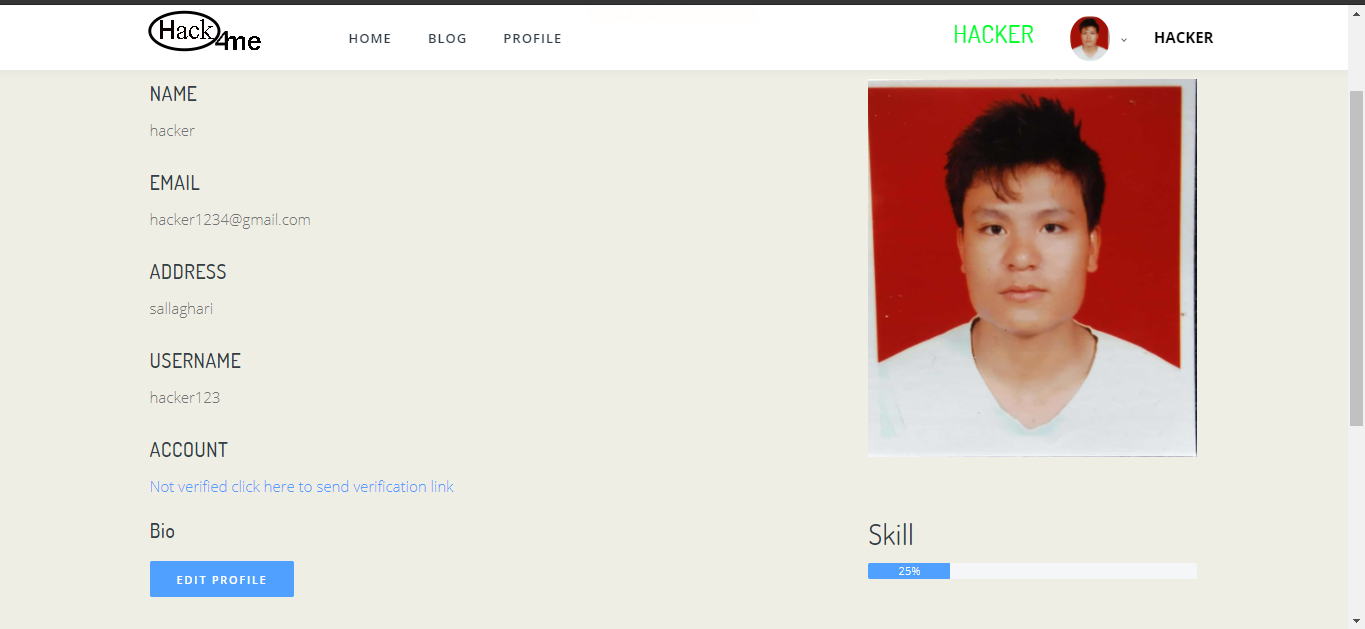 Hack4me
HOME BLOG PROFILE HACKER HACKER
NAME
hacker
EMAIL
hacker1234@gmail.com
ADDRESS
sallaghari
USERNAME
hacker123
ACCOUNT
Not verified click here to send verification link
Bio
EDIT PROFILE
Skill
25%